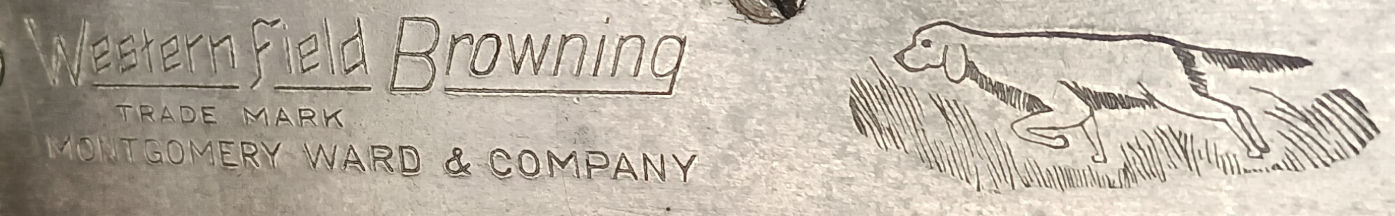 Western Field Browning
TRADE MARK
MONTGOMERY WARD & COMPANY